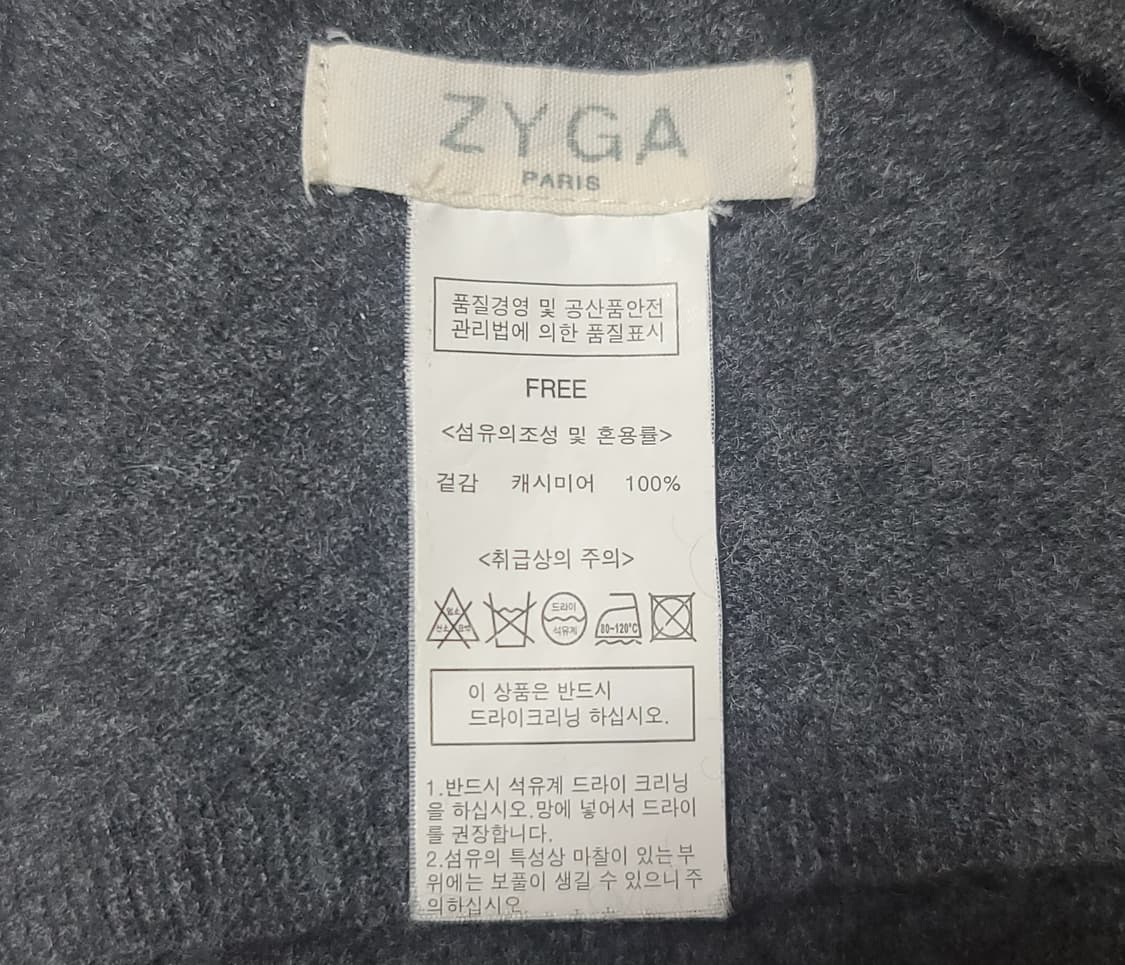 ZYGA
PARIS
품질경영 및 공산품안전
관리법에 의한 품질표시
FREE
<섬유의조성 및 혼용률>
겉감 캐시미어 100%
<취급상의 주의>
드라이
석유계
80~120℃
이 상품은 반드시
드라이크리닝 하십시오.
1.반드시 석유계 드라이 크리닝
을 하십시오.망에 넣어서 드라이
를 권장합니다.
2.섬유의 특성상 마찰이 있는부
위에는 보풀이 생길 수 있으니주
의하십시오.